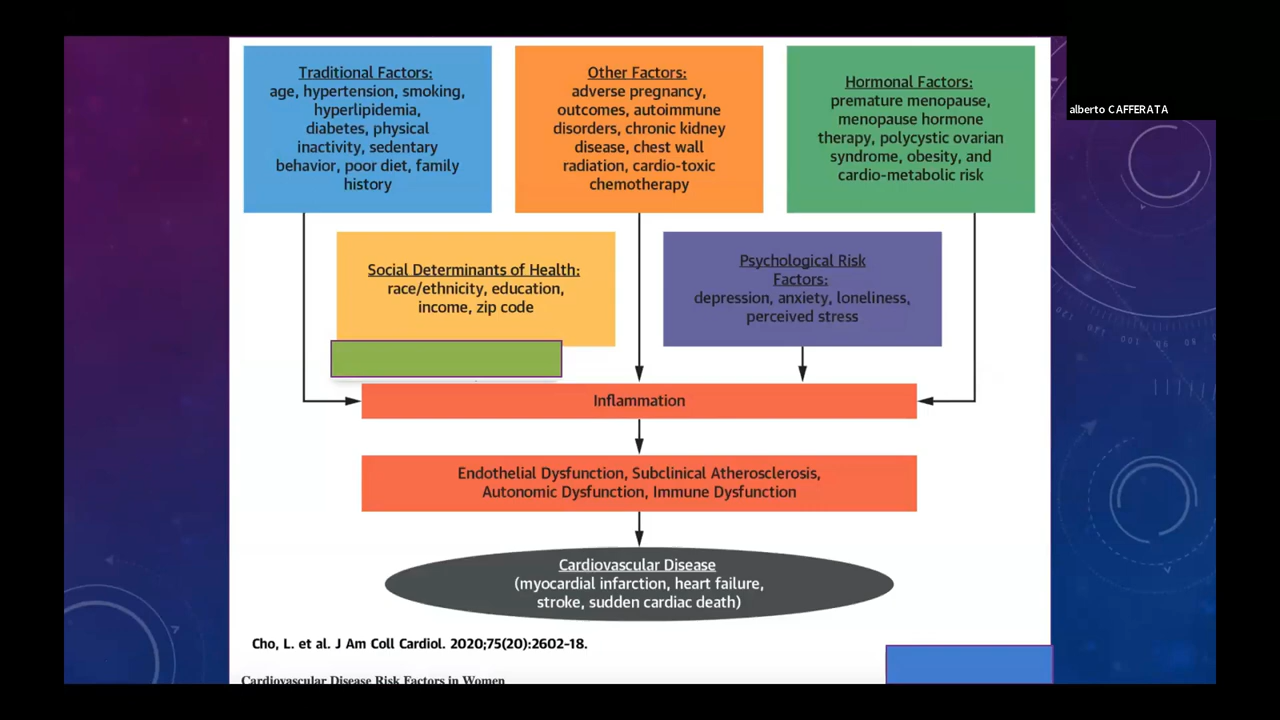 Traditional Factors:
age, hypertension, smoking,
hyperlipidemia,
diabetes, physical
inactivity, sedentary
behavior, poor diet, family
history
Other Factors:
adverse pregnancy,
outcomes, autoimmune
disorders, chronic kidney
disease, chest wall
radiation, cardio-toxic
chemotherapy
Hormonal Factors:
premature menopause,
menopause hormone
therapy, polycystic ovarian
syndrome, obesity, and
cardio-metabolic risk
alberto CAFFERATA
Social Determinants of Health:
race/ethnicity, education,
income, zip code
Psychological Risk
Factors:
depression, anxiety, loneliness,
perceived stress
Inflammation
Endothelial Dysfunction, Subclinical Atherosclerosis,
Autonomic Dysfunction, Immune Dysfunction
Cardiovascular Disease
(myocardial infarction, heart failure,
stroke, sudden cardiac death)
Cho, L. et al. J Am Coll Cardiol. 2020;75(20):2602-18.
Cardiovascular Disease Risk Factors in Women